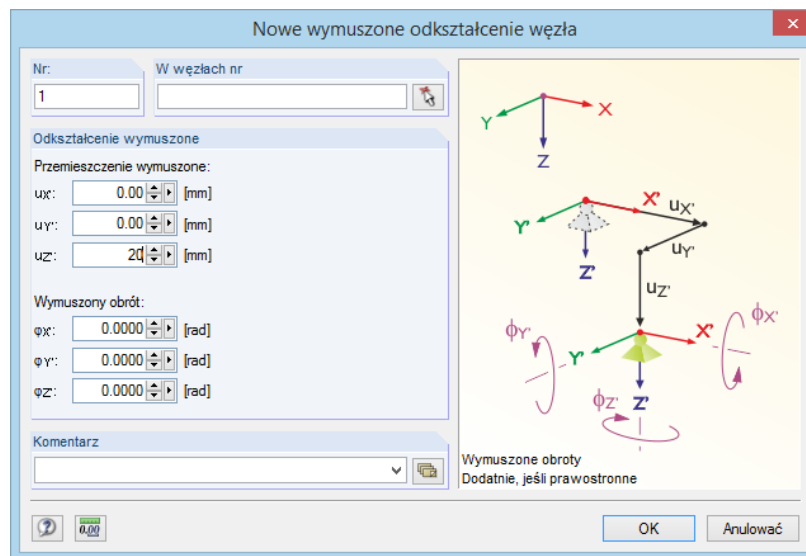 Nowe wymuszone odkształcenie węzła
×
Nr:
W węzłach nr
1
Odkształcenie wymuszone
Przemieszczenie wymuszone:
uX': 0.00 [mm]
uY': 0.00 [mm]
uZ': 20 [mm]
Wymuszony obrót:
φX': 0.0000 [rad]
φY': 0.0000 [rad]
φZ': 0.0000 [rad]
Komentarz
Y X
Z
X' uX'
Y' uY'
Z'
uZ'
ϕY' ϕX'
Y' X'
ϕZ' Z'
Wymuszone obroty
Dodatnie, jeśli prawostronne
0.00
OK Anulować